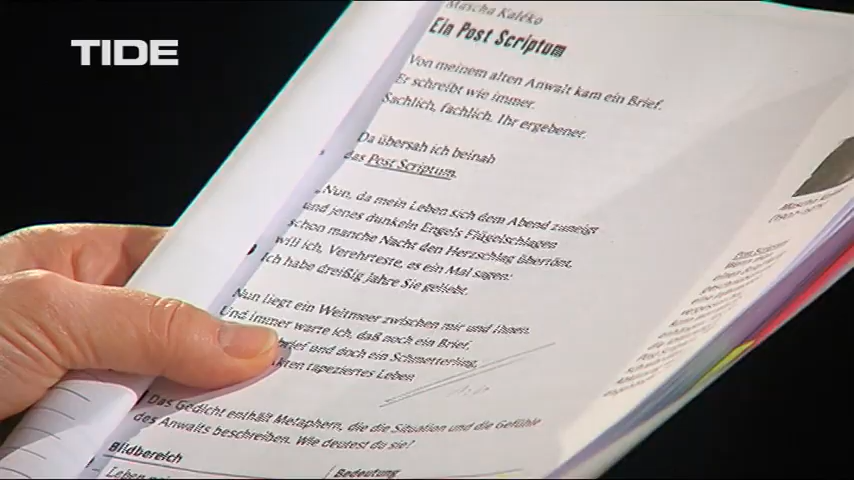 TIDE
Mascha Kaléko
Ein Post Scriptum
Von meinem alten Anwalt kam ein Brief.
Er schreibt wie immer.
Sachlich, fachlich. Ihr ergebener.
Da übersah ich beinah
das Post Scriptum.
„Nun, da mein Leben sich dem Abend zuneigt
und jenes dunkeln Engels Flügelschlagen
schon manche Nacht den Herzschlag übertönt,
will ich, Verehrteste, es ein Mal sagen:
Ich habe dreißig Jahre Sie geliebt.
Nun liegt ein Weltmeer zwischen mir und Ihnen.
Und immer warte ich, daß noch ein Brief
und doch ein Schmetterling,
tapeziertes Leben
Das Gedicht enthält Metaphern, die die Situation und die Gefühle
des Anwalts beschreiben. Wie deutest du sie?
Bildbereich
Bedeutung
Leben
Post Scriptum